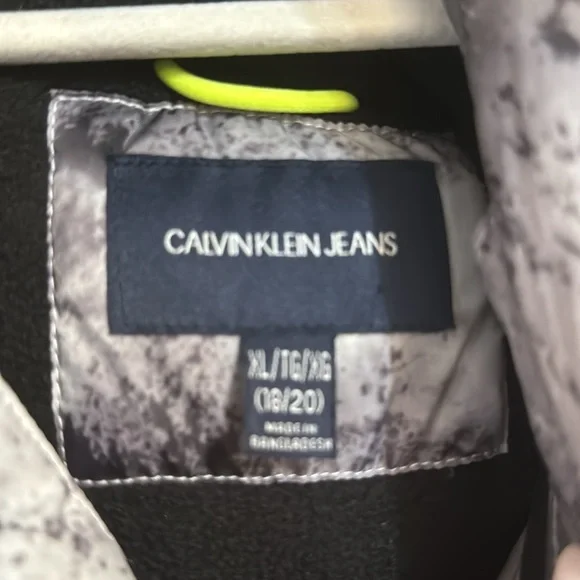 CALVIN KLEIN JEANS
XL/TG/XG
(18/20)
MADE IN
BANGLADESH